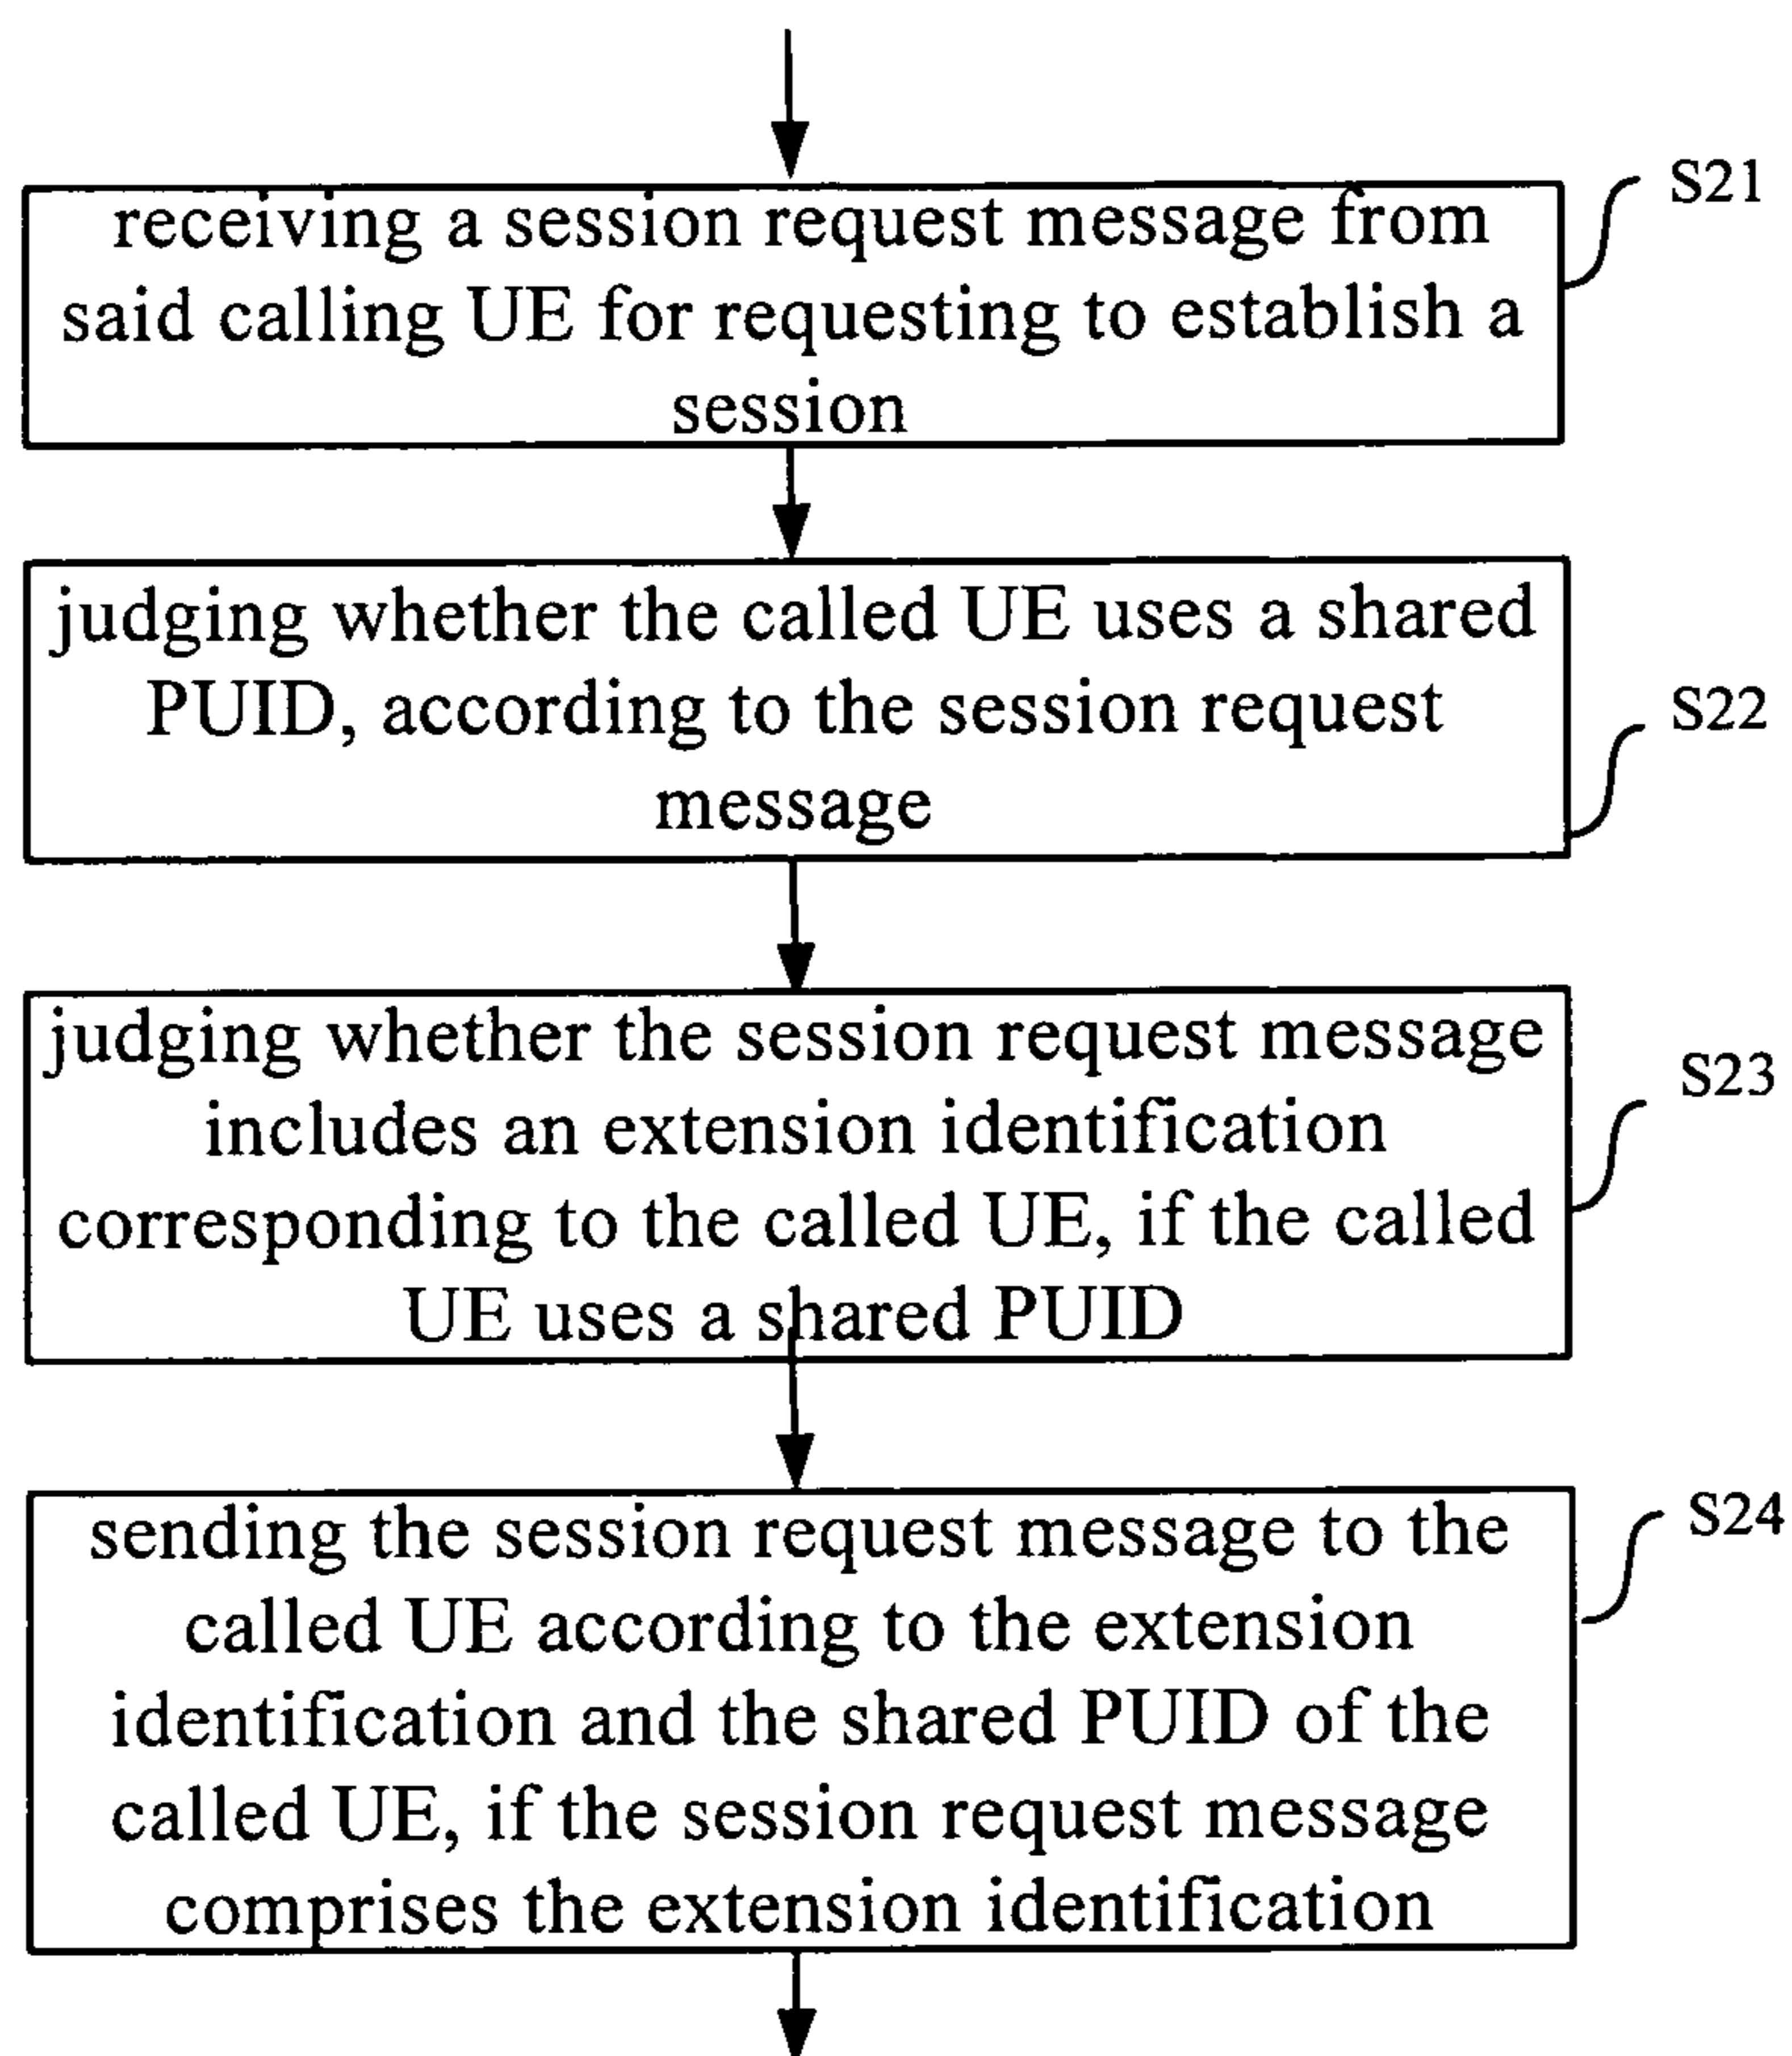 receiving a session request message from
said calling UE for requesting to establish a
session
S21
judging whether the called UE uses a shared
PUID, according to the session request
message
S22
judging whether the session request message
includes an extension identification
corresponding to the called UE, if the called
UE uses a shared PUID
S23
sending the session request message to the
called UE according to the extension
identification and the shared PUID of the
called UE, if the session request message
comprises the extension identification
S24